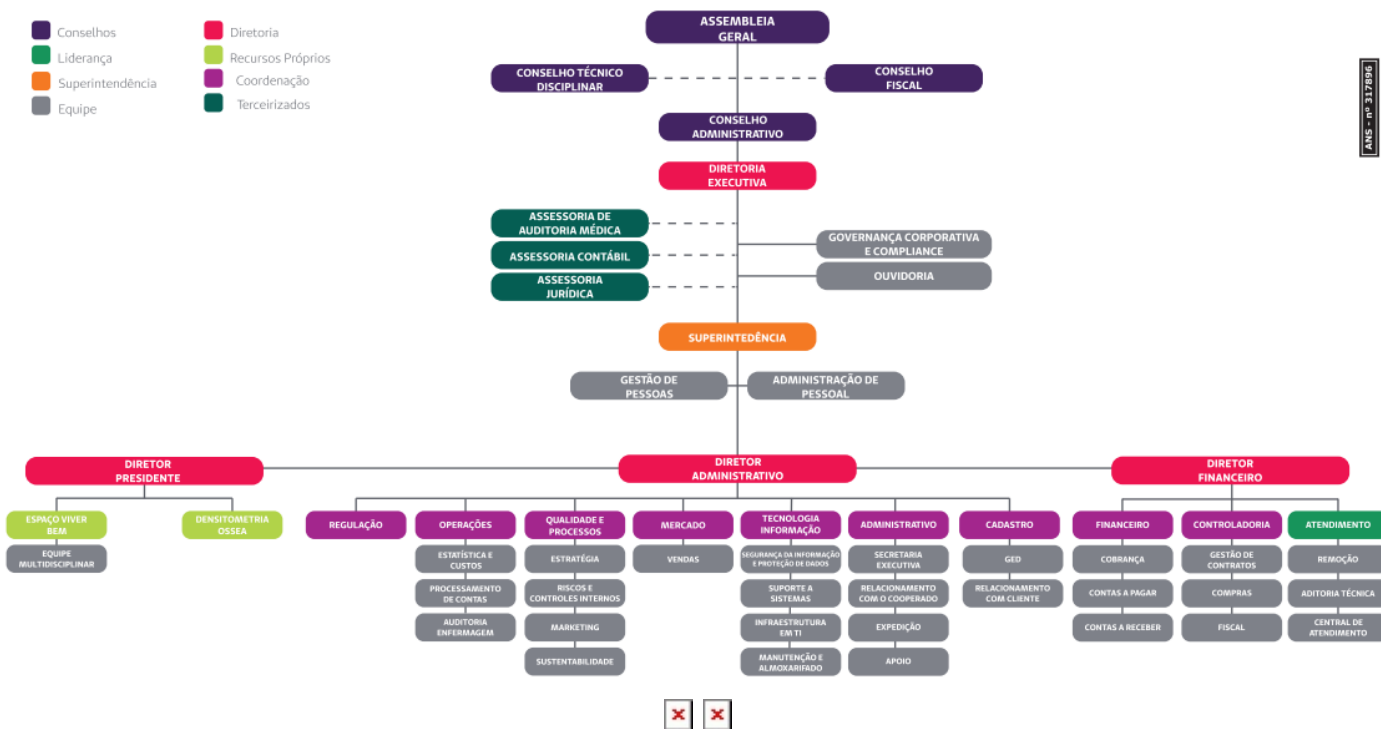 Conselhos
Liderança
Superintendência
Equipe
Diretoria
Recursos Próprios
Coordenação
Terceirizados
ANS - nº 317896
ASSEMBLEIA
GERAL
CONSELHO TÉCNICO
DISCIPLINAR
CONSELHO
FISCAL
CONSELHO
ADMINISTRATIVO
DIRETORIA
EXECUTIVA
ASSESSORIA DE
AUDITORIA MÉDICA
ASSESSORIA CONTÁBIL
ASSESSORIA
JURÍDICA
GOVERNANÇA CORPORATIVA
E COMPLIANCE
OUVIDORIA
SUPERINTEDÊNCIA
GESTÃO DE
PESSOAS
ADMINISTRAÇÃO DE
PESSOAL
DIRETOR
PRESIDENTE
DIRETOR
ADMINISTRATIVO
DIRETOR
FINANCEIRO
ESPAÇO VIVER
BEM
EQUIPE
MULTIDISCIPLINAR
DENSITOMETRIA
OSSEA
REGULAÇÃO
OPERAÇÕES
ESTATÍSTICA E
CUSTOS
PROCESSAMENTO
DE CONTAS
AUDITORIA
ENFERMAGEM
QUALIDADE E
PROCESSOS
ESTRATÉGIA
RISCOS E
CONTROLES INTERNOS
MARKETING
SUSTENTABILIDADE
MERCADO
VENDAS
TECNOLOGIA
INFORMAÇÃO
SEGURANÇA DA INFORMAÇÃO
E PROTEÇÃO DE DADOS
SUPORTE A
SISTEMAS
INFRAESTRUTURA
EM TI
MANUTENÇÃO E
ALMOXARIFADO
ADMINISTRATIVO
SECRETARIA
EXECUTIVA
RELACIONAMENTO
COM O COOPERADO
EXPEDIÇÃO
APOIO
CADASTRO
GED
RELACIONAMENTO
COM CLIENTE
FINANCEIRO
COBRANÇA
CONTAS A PAGAR
CONTAS A RECEBER
CONTROLADORIA
GESTÃO DE
CONTRATOS
COMPRAS
FISCAL
ATENDIMENTO
REMOÇÃO
ADITORIA TÉCNICA
CENTRAL DE
ATENDIMENTO